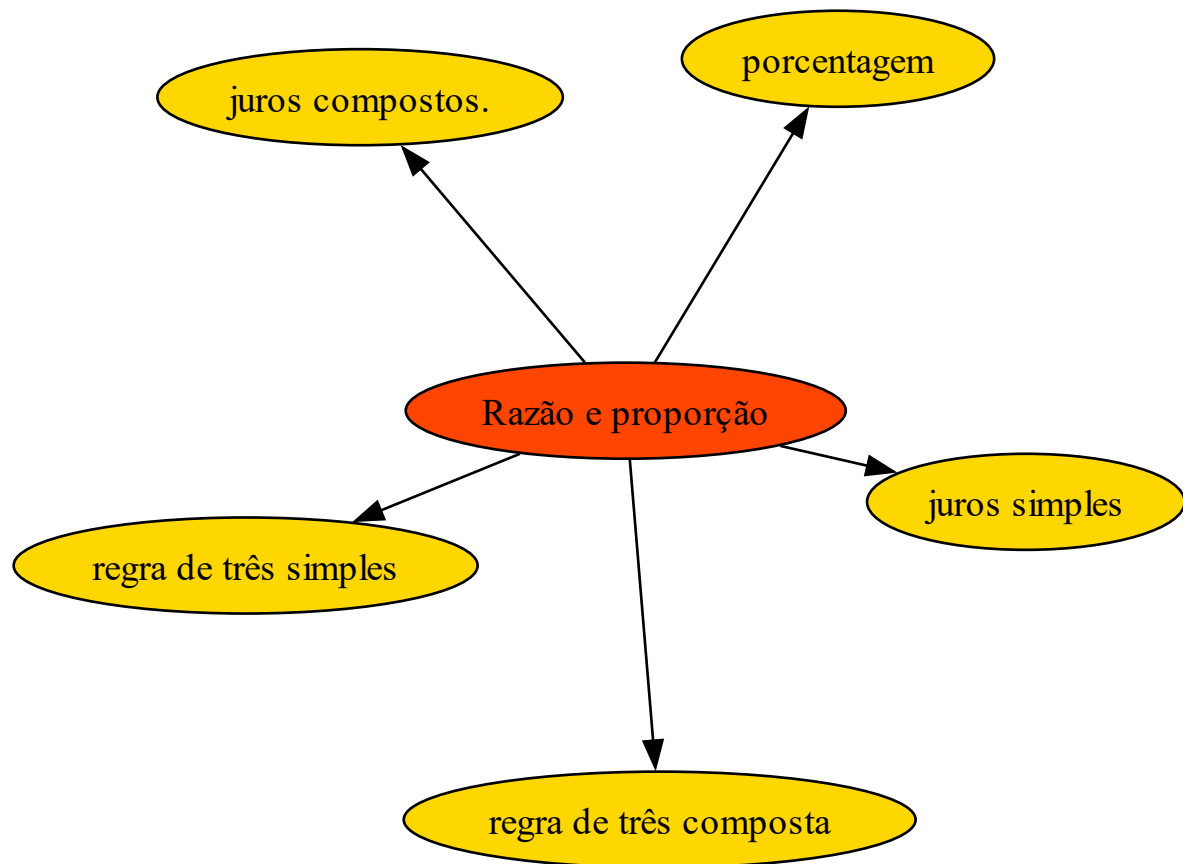 porcentagem
juros compostos.
Razão e proporção
juros simples
regra de três simples
regra de três composta